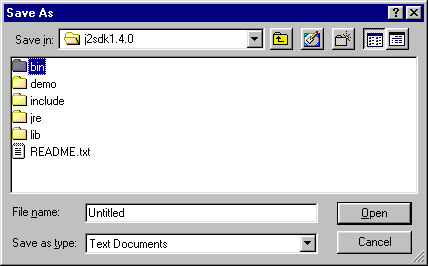 Save As
Save in: j2sdk1.4.0
bin
demo
include
jre
lib
README.txt
File name: Untitled Open
Save as type: Text Documents Cancel